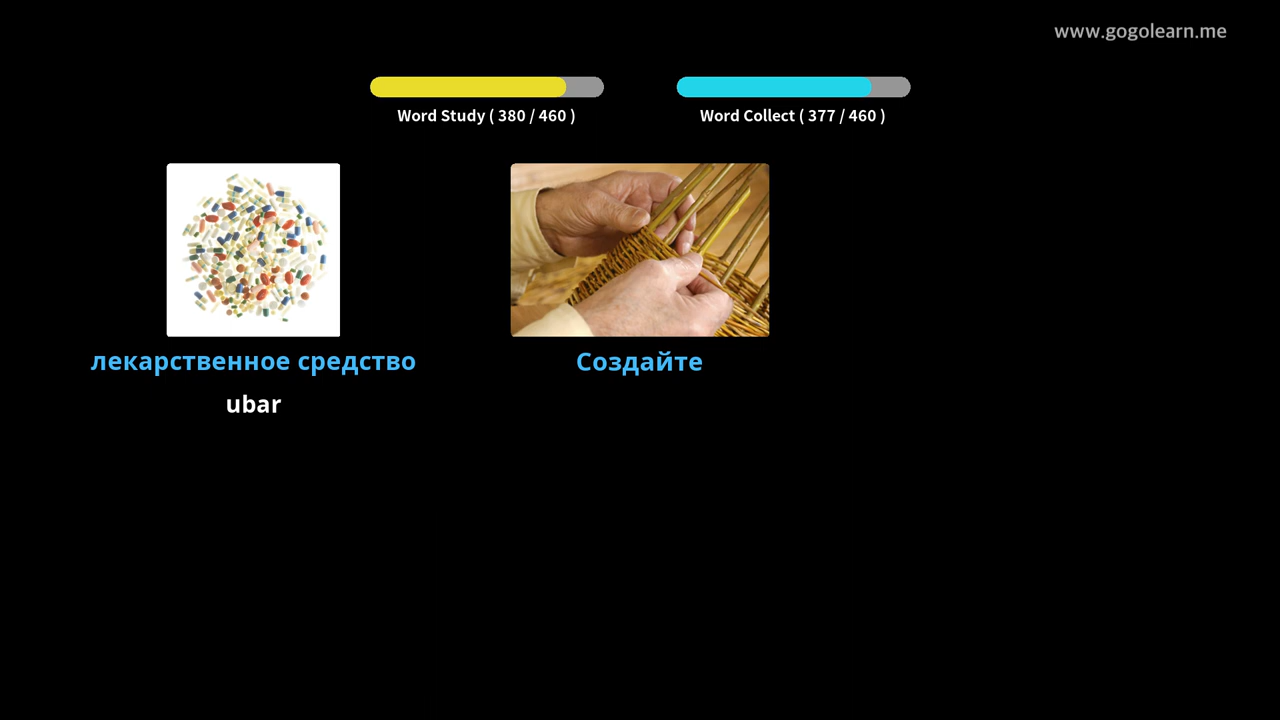 www.gogolearn.me
Word Study ( 380 / 460 )
Word Collect ( 377 / 460 )
лекарственное средство
Создайте
ubar